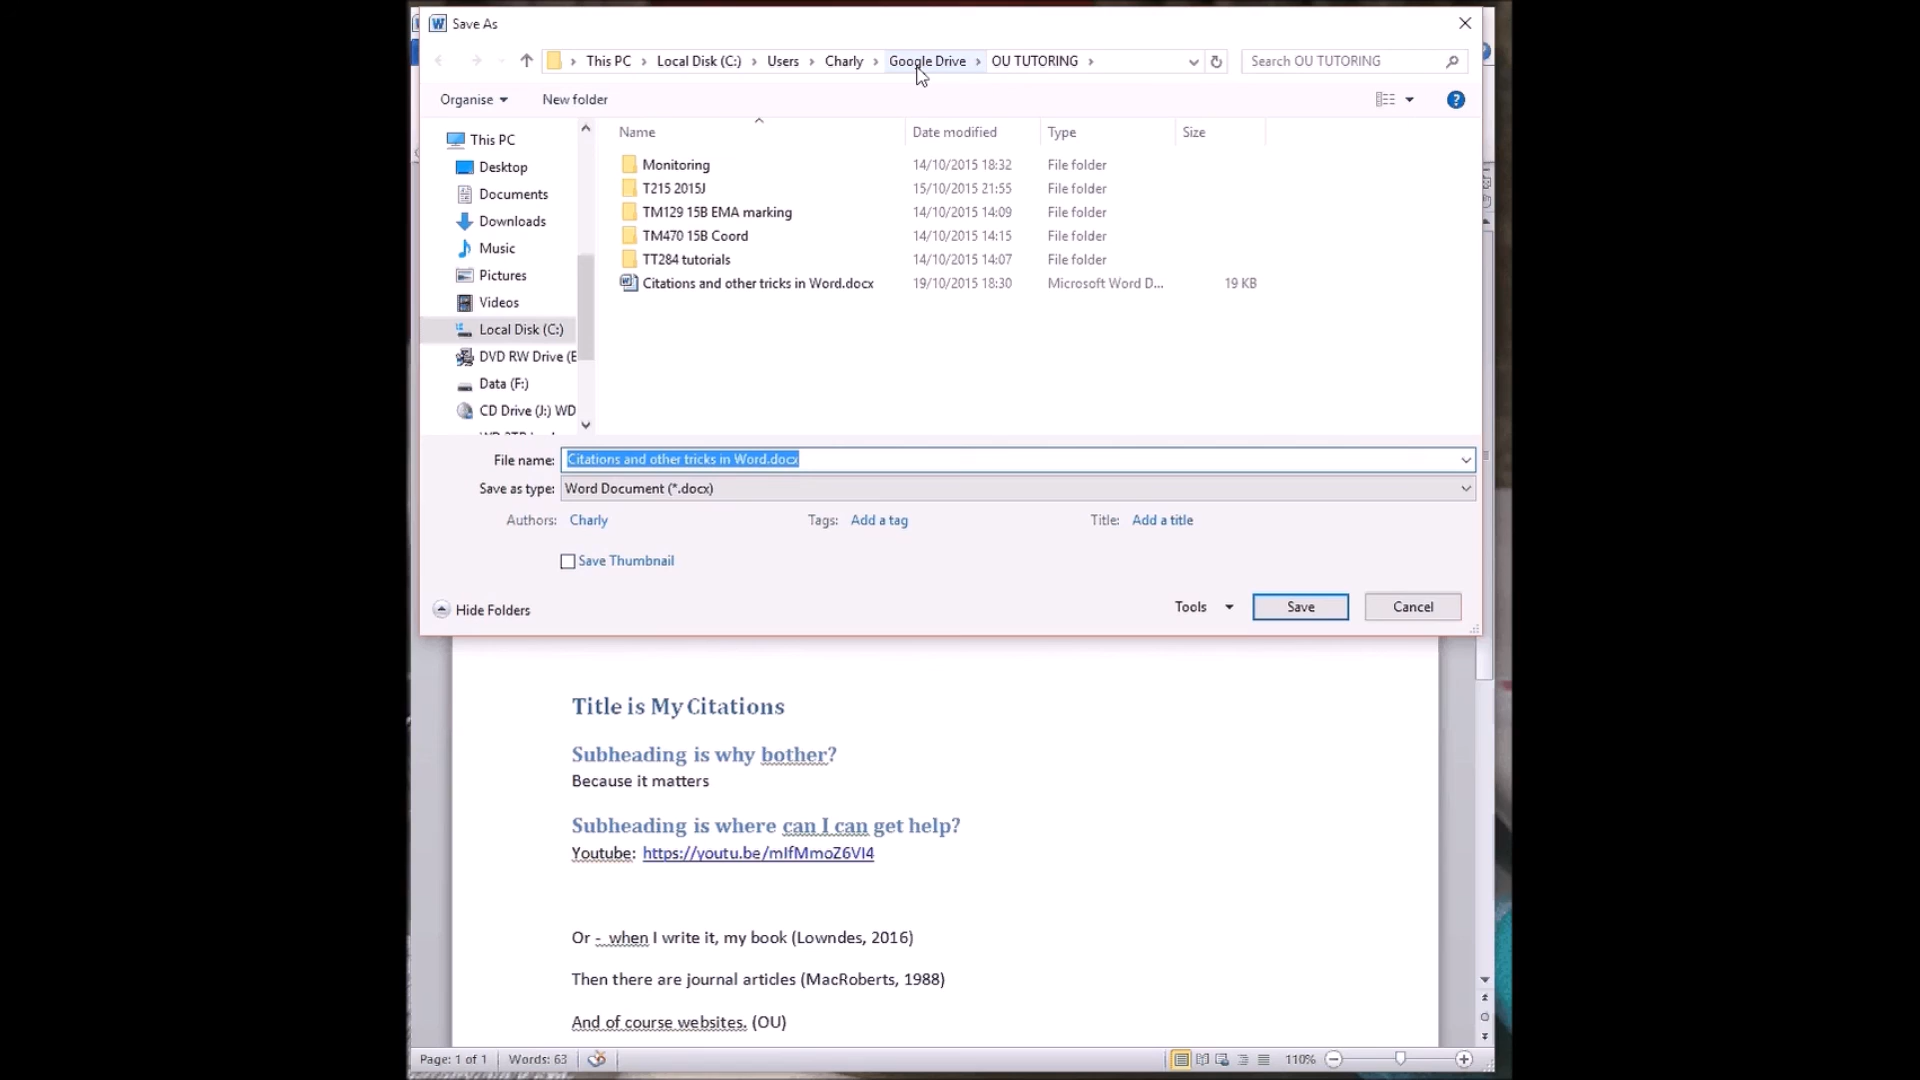 Save As
This PC Local Disk (C:) Users Charly Google Drive OU TUTORING Search OU TUTORING
Organise New folder
Name Date modified Type Size
This PC
Desktop
Documents
Downloads
Music
Pictures
Videos
Local Disk (C:)
DVD RW Drive (E
Data (F:)
CD Drive (J:) WD
Monitoring 14/10/2015 18:32 File folder
T215 2015J 15/10/2015 21:55 File folder
TM129 15B EMA marking 14/10/2015 14:09 File folder
TM470 15B Coord 14/10/2015 14:15 File folder
TT284 tutorials 14/10/2015 14:07 File folder
Citations and other tricks in Word.docx 19/10/2015 18:30 Microsoft Word D... 19 KB
File name: Citations and other tricks in Word.docx
Save as type: Word Document (*.docx)
Authors: Charly Tags: Add a tag Title: Add a title
Save Thumbnail
Hide Folders Tools Save Cancel
Title is My Citations
Subheading is why bother?
Because it matters
Subheading is where can I can get help?
Youtube: https://youtu.be/mIfMmoZ6VI4
Or - when I write it, my book (Lowndes, 2016)
Then there are journal articles (MacRoberts, 1988)
And of course websites. (OU)
Page: 1 of 1 Words: 63 110%